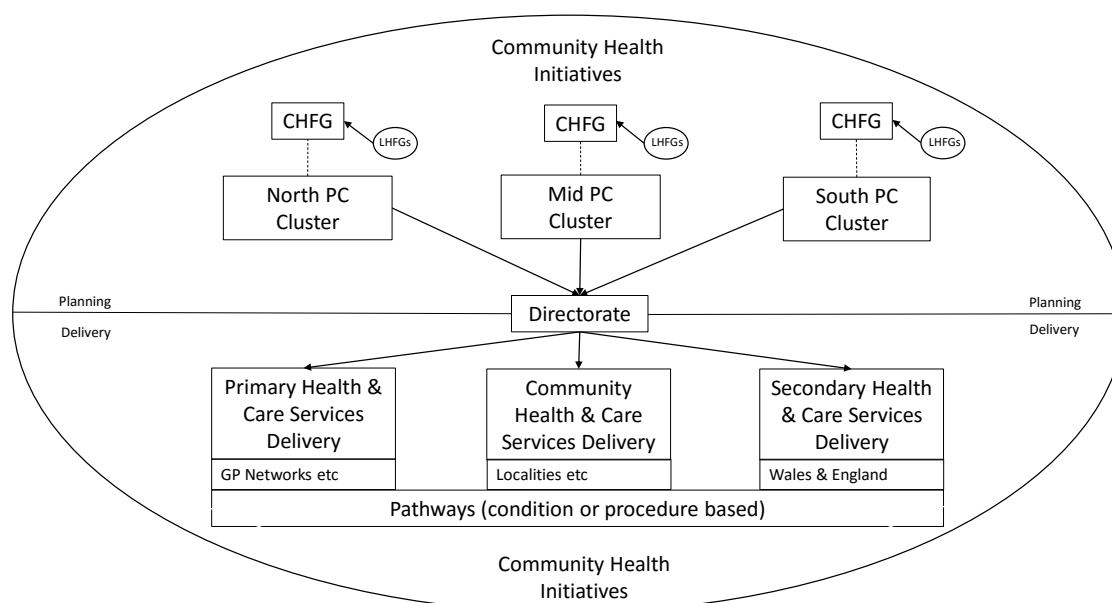 Community Health
Initiatives
CHFG
LHFGs
CHFG
LHFGs
CHFG
LHFGs
North PC
Cluster
Mid PC
Cluster
South PC
Cluster
Planning
Planning
Directorate
Delivery
Delivery
Primary Health &
Care Services
Delivery
GP Networks etc
Community
Health & Care
Services Delivery
Localities etc
Secondary Health
& Care Services
Delivery
Wales & England
Pathways (condition or procedure based)
Community Health
Initiatives